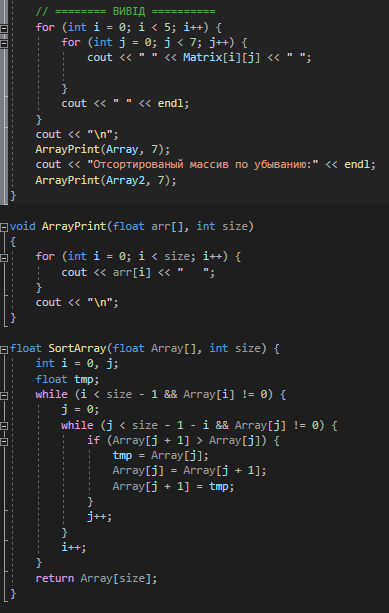 // ======== ВИВІД ==========
for (int i = 0; i < 5; i++) {
for (int j = 0; j < 7; j++) {
cout << " " << Matrix[i][j] << " ";
}
cout << " " << endl;
}
cout << "\n";
ArrayPrint(Array, 7);
cout << "Отсортированый массив по убыванию:" << endl;
ArrayPrint(Array2, 7);
}
void ArrayPrint(float arr[], int size)
{
for (int i = 0; i < size; i++) {
cout << arr[i] << "   ";
}
cout << "\n";
}
float SortArray(float Array[], int size) {
int i = 0, j;
float tmp;
while (i < size - 1 && Array[i] != 0) {
j = 0;
while (j < size - 1 - i && Array[j] != 0) {
if (Array[j + 1] > Array[j]) {
tmp = Array[j];
Array[j] = Array[j + 1];
Array[j + 1] = tmp;
}
j++;
}
i++;
}
return Array[size];
}